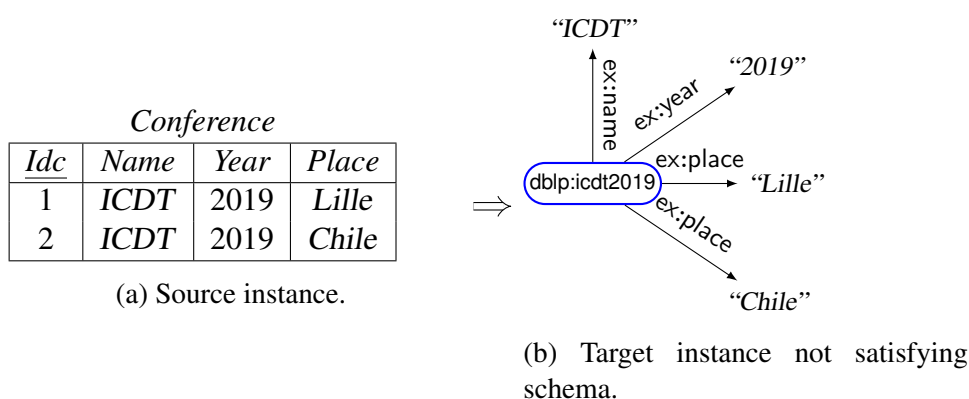 Conference
Idc Name Year Place
1 ICDT 2019 Lille
2 ICDT 2019 Chile
(a) Source instance.
⇒
“ICDT”
ex:name
“2019”
ex:year
ex:place
dblp:icdt2019
“Lille”
ex:place
“Chile”
(b) Target instance not satisfying
schema.